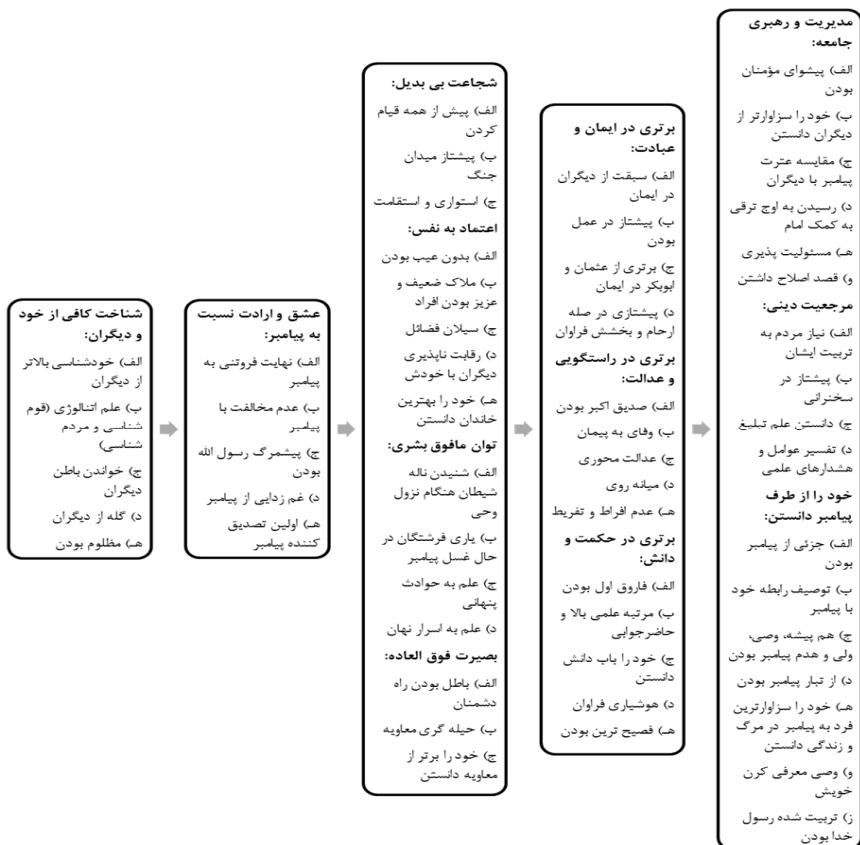 شناخت کافی از خود
و دیگران:
الف) خودشناسی بالاتر
از دیگران
ب) علم اتنالوژی (قوم
شناسی و مردم
شناسی)
ج) خواندن باطن
دیگران
د) گله از دیگران
هـ) مظلوم بودن
عشق و ارادت نسبت
به پیامبر:
الف) نهایت فروتنی به
پیامبر
ب) عدم مخالفت با
پیامبر
ج) پیشمرگ رسول الله
بودن
د) غم زدایی از پیامبر
هـ) اولین تصدیق
کننده پیامبر
شجاعت بی بدیل:
الف) پیش از همه قیام
کردن
ب) پیشتاز میدان
جنگ
ج) استواری و استقامت
اعتماد به نفس:
الف) بدون عیب بودن
ب) ملاک ضعیف و
عزیز بودن افراد
ج) سیلان فضائل
د) رقابت ناپذیری
دیگران با خودش
هـ) خود را بهترین
خاندان دانستن
توان مافوق بشری:
الف) شنیدن ناله
شیطان هنگام نزول
وحی
ب) یاری فرشتگان در
حال غسل پیامبر
ج) علم به حوادث
پنهانی
د) علم به اسرار نهان
بصیرت فوق العاده:
الف) باطل بودن راه
دشمنان
ب) حیله گری معاویه
ج) خود را برتر از
معاویه دانستن
برتری در ایمان و
عبادت:
الف) سبقت از دیگران
در ایمان
ب) پیشتاز در عمل
بودن
ج) برتری از عثمان و
ابوبکر در ایمان
د) پیشتازی در صله
ارحام و بخشش فراوان
برتری در راستگویی
و عدالت:
الف) صدیق اکبر بودن
ب) وفای به پیمان
ج) عدالت محوری
د) میانه روی
هـ) عدم افراط و تفریط
برتری در حکمت و
دانش:
الف) فاروق اول بودن
ب) مرتبه علمی بالا و
حاضرجوابی
ج) خود را باب دانش
دانستن
د) هوشیاری فراوان
هـ) فصیح ترین بودن
مدیریت و رهبری
جامعه:
الف) پیشوای مؤمنان
بودن
ب) خود را سزاوارتر از
دیگران دانستن
ج) مقایسه عترت
پیامبر با دیگران
د) رسیدن به اوج ترقی
به کمک امام
هـ) مسئولیت پذیری
و) قصد اصلاح داشتن
مرجعیت دینی:
الف) نیاز مردم به
تربیت ایشان
ب) پیشتاز در
سخنرانی
ج) دانستن علم تبلیغ
د) تفسیر عوامل و
هشدارهای علمی
خود را از طرف
پیامبر دانستن:
الف) جزئی از پیامبر
بودن
ب) توصیف رابطه خود
با پیامبر
ج) هم پیشه، وصی،
ولی و هدم پیامبر بودن
د) از تبار پیامبر بودن
هـ) خود را سزاوارترین
فرد به پیامبر در مرگ
و زندگی دانستن
و) وصی معرفی کرن
خویش
ز) تربیت شده رسول
خدا بودن